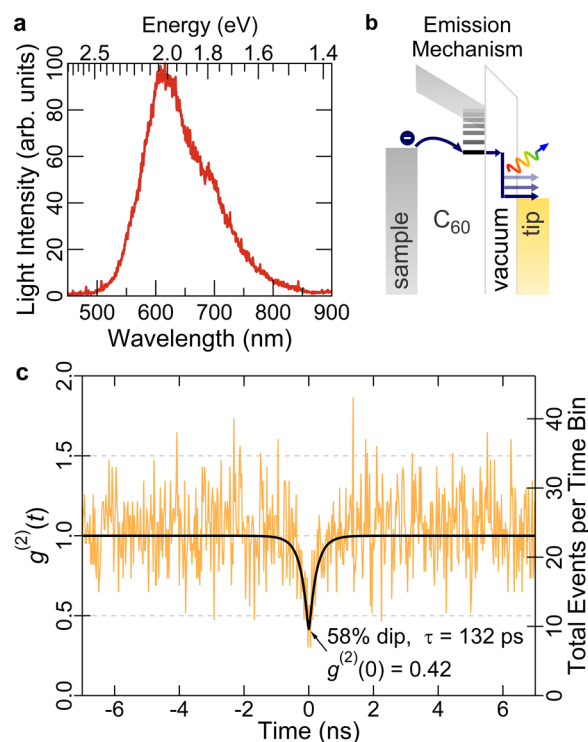 a
Energy (eV)
2.5 2.0 1.8 1.6 1.4
Light Intensity (arb. units)
100
80
60
40
20
0
500 600 700 800 900
Wavelength (nm)
b
Emission
Mechanism
sample
C60
vacuum
tip
c
g(2)(t)
2.0
1.5
1.0
0.5
0.0
Total Events per Time Bin
40
30
20
10
0
58% dip, τ = 132 ps
g(2)(0) = 0.42
-6 -4 -2 0 2 4 6
Time (ns)